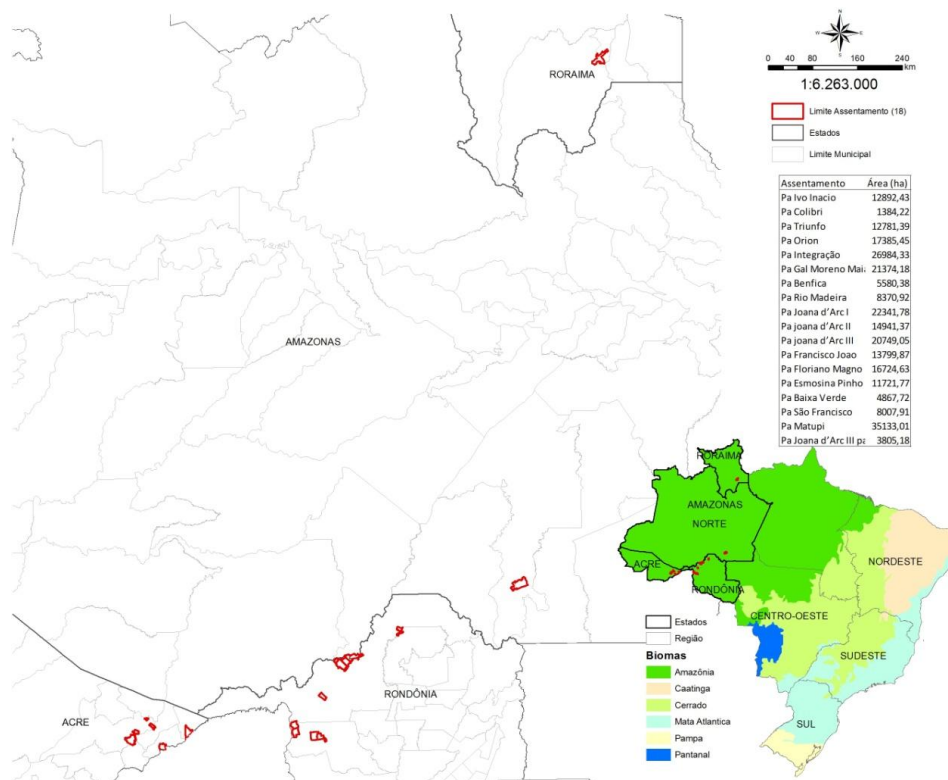 N
W E
S
0 40 80 160 240
km
1:6.263.000
Limite Assentamento (18)
Estados
Limite Municipal
Assentamento Área (ha)
Pa Ivo Inacio 12892,43
Pa Colibri 1384,22
Pa Triunfo 12781,39
Pa Orion 17385,45
Pa Integração 26984,33
Pa Gal Moreno Mai 21374,18
Pa Benfica 5580,38
Pa Rio Madeira 8370,92
Pa Joana d'Arc I 22341,78
Pa joana d'Arc II 14941,37
Pa joana d'Arc III 20749,05
Pa Francisco Joao 13799,87
Pa Floriano Magno 16724,63
Pa Esmosina Pinho 11721,77
Pa Baixa Verde 4867,72
Pa São Francisco 8007,91
Pa Matupi 35133,01
Pa Joana d'Arc III pa 3805,18
RORAIMA
AMAZONAS
ACRE
RONDÔNIA
RORAIMA
AMAZONAS
NORTE
ACRE
RONDÔNIA
NORDESTE
CENTRO-OESTE
SUDESTE
SUL
Estados
Região
Biomas
Amazônia
Caatinga
Cerrado
Mata Atlantica
Pampa
Pantanal